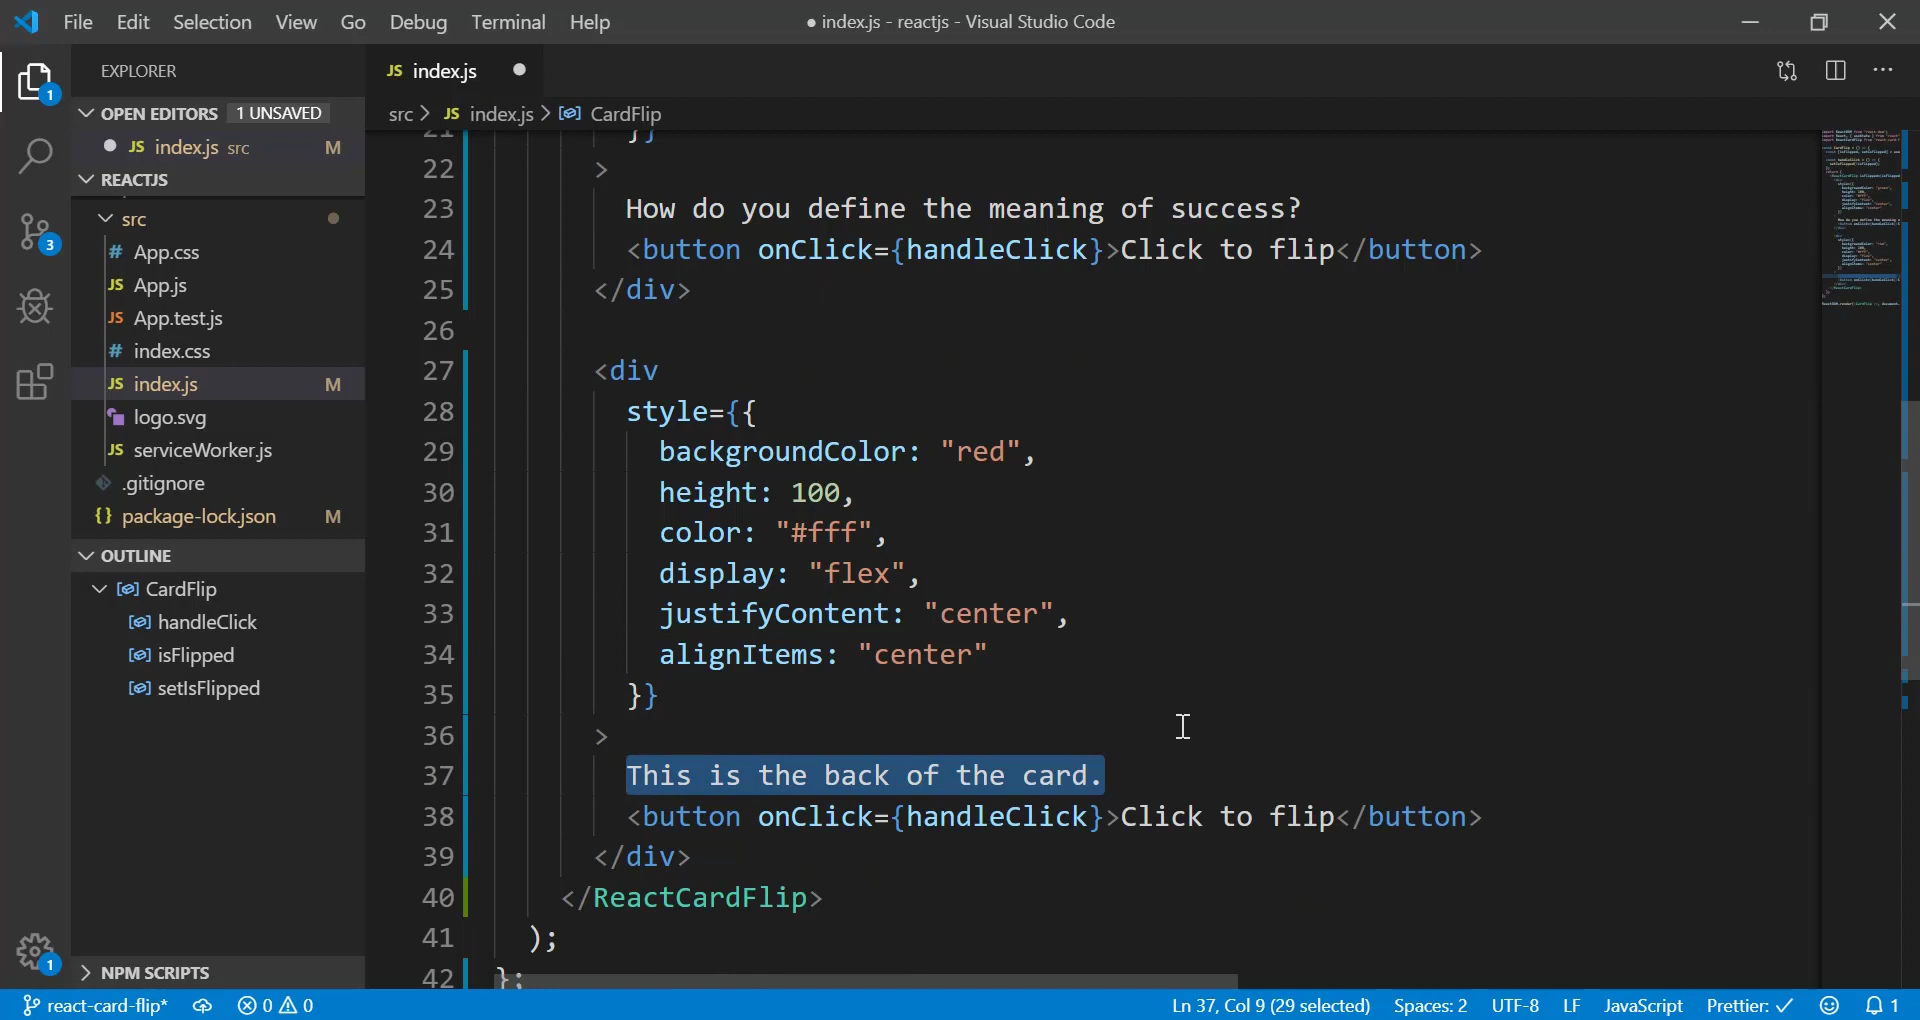 File Edit Selection View Go Debug Terminal Help
● index.js - reactjs - Visual Studio Code
EXPLORER
OPEN EDITORS 1 UNSAVED
JS index.js src M
REACTJS
src
# App.css
JS App.js
JS App.test.js
# index.css
JS index.js M
logo.svg
JS serviceWorker.js
.gitignore
{} package-lock.json M
OUTLINE
CardFlip
handleClick
isFlipped
setIsFlipped
NPM SCRIPTS
1
3
1
JS index.js
src > JS index.js > CardFlip
21 }}
22 >
23 How do you define the meaning of success?
24 <button onClick={handleClick}>Click to flip</button>
25 </div>
26
27 <div
28 style={{
29 backgroundColor: "red",
30 height: 100,
31 color: "#fff",
32 display: "flex",
33 justifyContent: "center",
34 alignItems: "center"
35 }}
36 >
37 This is the back of the card.
38 <button onClick={handleClick}>Click to flip</button>
39 </div>
40 </ReactCardFlip>
41 );
42 };
react-card-flip* 0 0
Ln 37, Col 9 (29 selected) Spaces: 2 UTF-8 LF JavaScript Prettier: ✓ 1